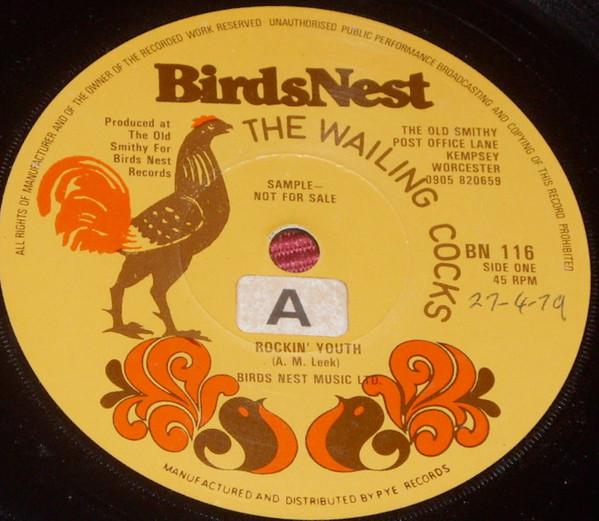 ALL RIGHTS OF MANUFACTURER AND OF THE OWNER OF THE RECORDED WORK RESERVED · UNAUTHORISED PUBLIC PERFORMANCE BROADCASTING AND COPYING OF THIS RECORD PROHIBITED
BirdsNest
Produced at
The Old
Smithy For
Birds Nest
Records
THE WAILING COCKS
THE OLD SMITHY
POST OFFICE LANE
KEMPSEY
WORCESTER
0905 820659
SAMPLE—
NOT FOR SALE
BN 116
SIDE ONE
45 RPM
27-4-79
A
ROCKIN' YOUTH
(A. M. Leek)
BIRDS NEST MUSIC LTD.
MANUFACTURED AND DISTRIBUTED BY PYE RECORDS